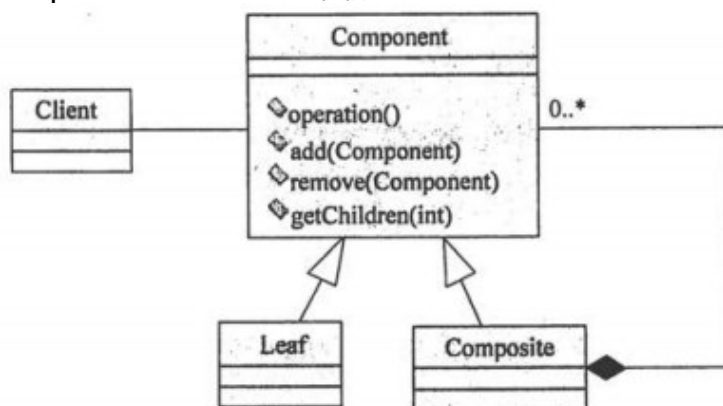 Component
Client
operation()
0..*
add(Component)
remove(Component)
getChildren(int)
Leaf
Composite